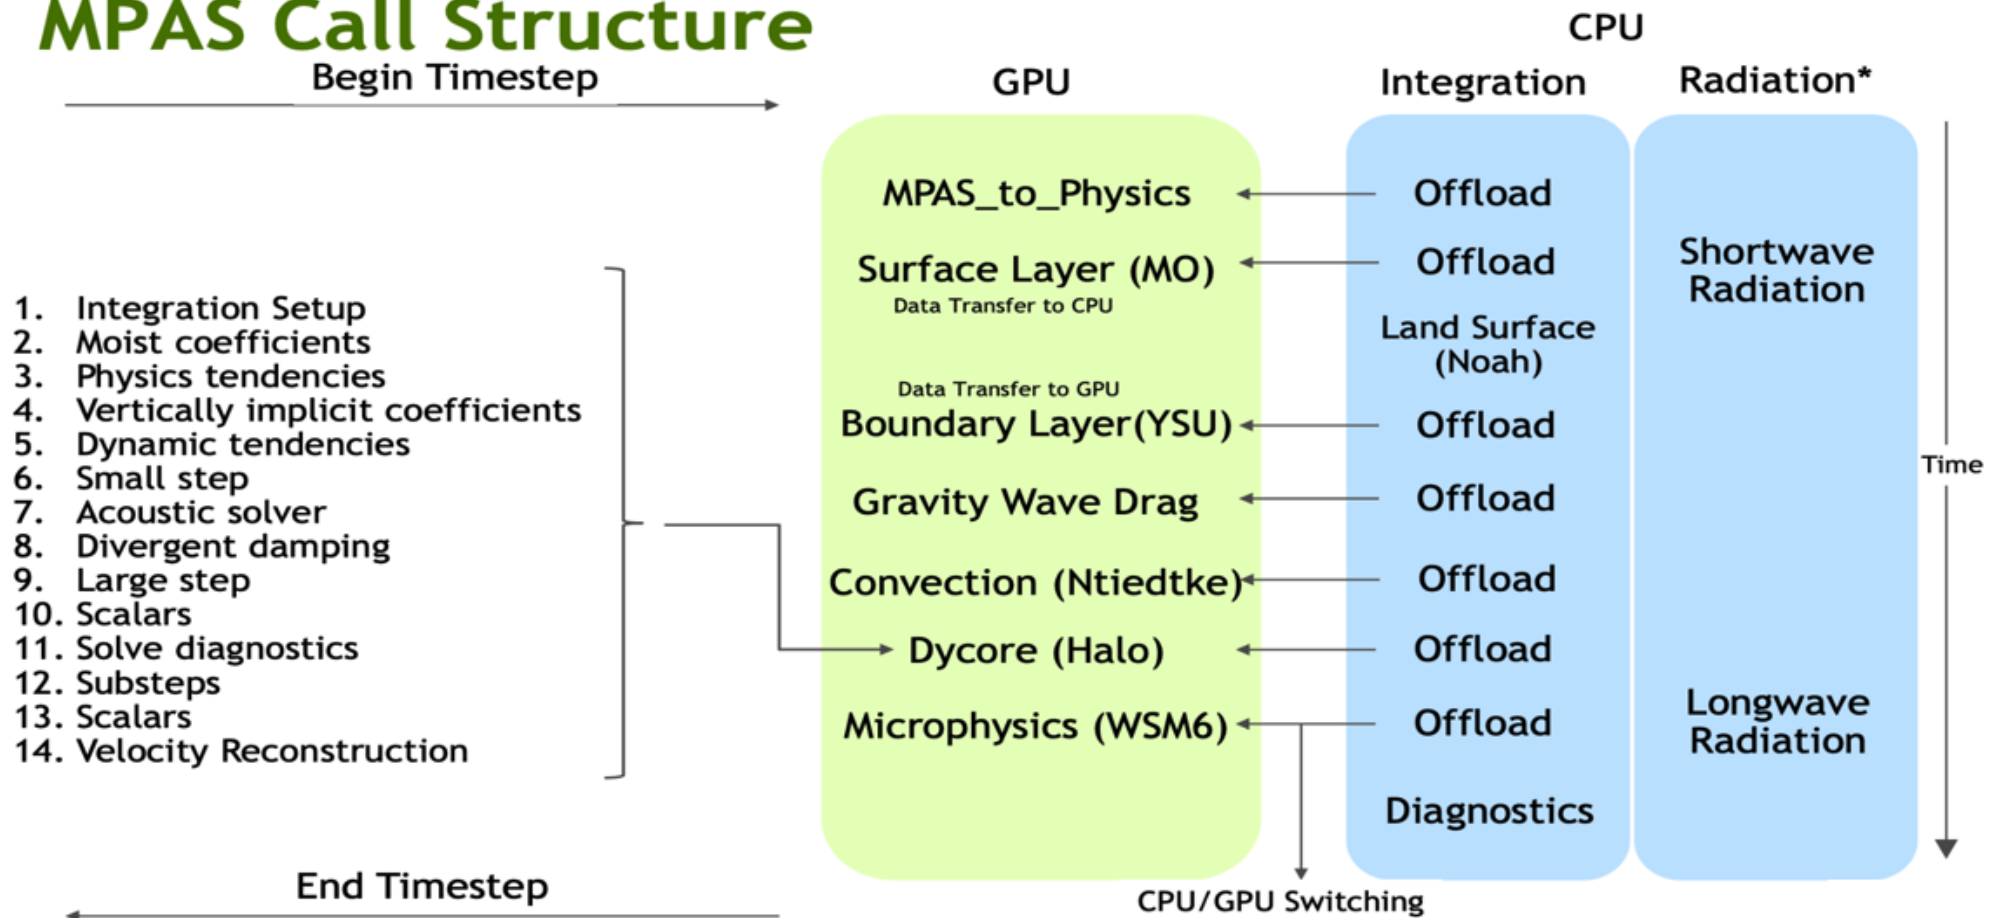 MPAS Call Structure
Begin Timestep
CPU
GPU
Integration
Radiation*
MPAS_to_Physics
Offload
Surface Layer (MO)
Offload
Data Transfer to CPU
Shortwave
Radiation
Land Surface
(Noah)
Data Transfer to GPU
Boundary Layer(YSU)
Offload
Gravity Wave Drag
Offload
Convection (Ntiedtke)
Offload
Dycore (Halo)
Offload
Microphysics (WSM6)
Offload
Longwave
Radiation
Diagnostics
Time
1. Integration Setup
2. Moist coefficients
3. Physics tendencies
4. Vertically implicit coefficients
5. Dynamic tendencies
6. Small step
7. Acoustic solver
8. Divergent damping
9. Large step
10. Scalars
11. Solve diagnostics
12. Substeps
13. Scalars
14. Velocity Reconstruction
End Timestep
CPU/GPU Switching